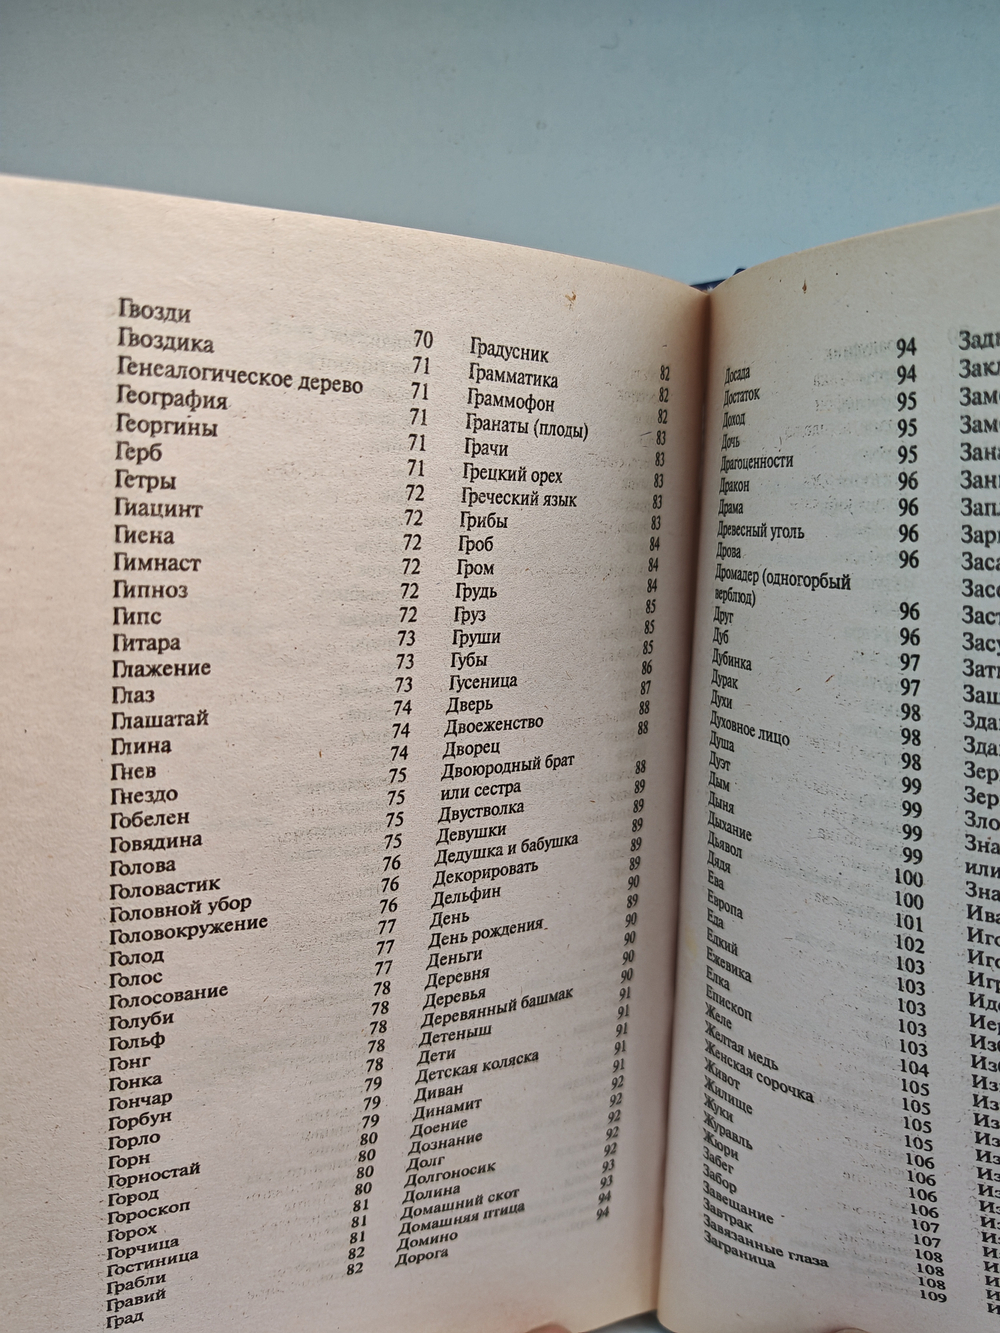 Гвозди 70
Гвоздика 71
Генеалогическое дерево 71
География 71
Георгины 71
Герб 71
Гетры 72
Гиацинт 72
Гиена 72
Гимнаст 72
Гипноз 72
Гипс 72
Гитара 73
Глажение 73
Глаз 73
Глашатай 74
Глина 74
Гнев 74
Гнездо 75
Гобелен 75
Говядина 75
Голова 75
Головастик 76
Головной убор 76
Головокружение 76
Голод 77
Голос 77
Голосование 77
Голуби 78
Гольф 78
Гонг 78
Гонка 78
Гончар 78
Горбун 79
Горло 79
Горн 79
Горностай 80
Город 80
Гороскоп 80
Горох 80
Горчица 81
Гостиница 81
Грабли 81
Гравий 82
Град 82
Градусник 82
Грамматика 82
Граммофон 82
Гранаты (плоды) 83
Грачи 83
Грецкий орех 83
Греческий язык 83
Грибы 83
Гроб 84
Гром 84
Грудь 84
Груз 85
Груши 85
Губы 85
Гусеница 86
Дверь 87
Двоеженство 88
Дворец 88
Двоюродный брат
или сестра 88
Двустволка 89
Девушки 89
Дедушка и бабушка 89
Декорировать 89
Дельфин 89
День 90
День рождения 89
Деньги 90
Деревня 90
Деревья 90
Деревянный башмак 90
Детеныш 91
Дети 91
Детская коляска 91
Диван 91
Динамит 91
Доение 92
Дознание 92
Долг 92
Долгоносик 92
Долина 92
Домашний скот 93
Домашняя птица 93
Домино 94
Дорога 94
Досада 94
Достаток 94
Доход 95
Дочь 95
Драгоценности 95
Дракон 96
Драма 96
Древесный уголь 96
Дрова 96
Дромадер (одногорбый
верблюд) 96
Друг 96
Дуб 97
Дубинка 97
Дурак 98
Духи 98
Духовное лицо 98
Душа 99
Дуэт 99
Дым 99
Дыня 99
Дыхание 100
Дьявол 100
Дядя 101
Ева 102
Европа 103
Еда 103
Едкий 103
Ежевика 103
Елка 103
Епископ 104
Желе 105
Желтая медь 105
Женская сорочка 105
Живот 105
Жилище 106
Жуки 106
Журавль 106
Жюри 106
Забег 107
Забор 107
Завещание 108
Завтрак 108
Завязанные глаза 108
Заграница 109